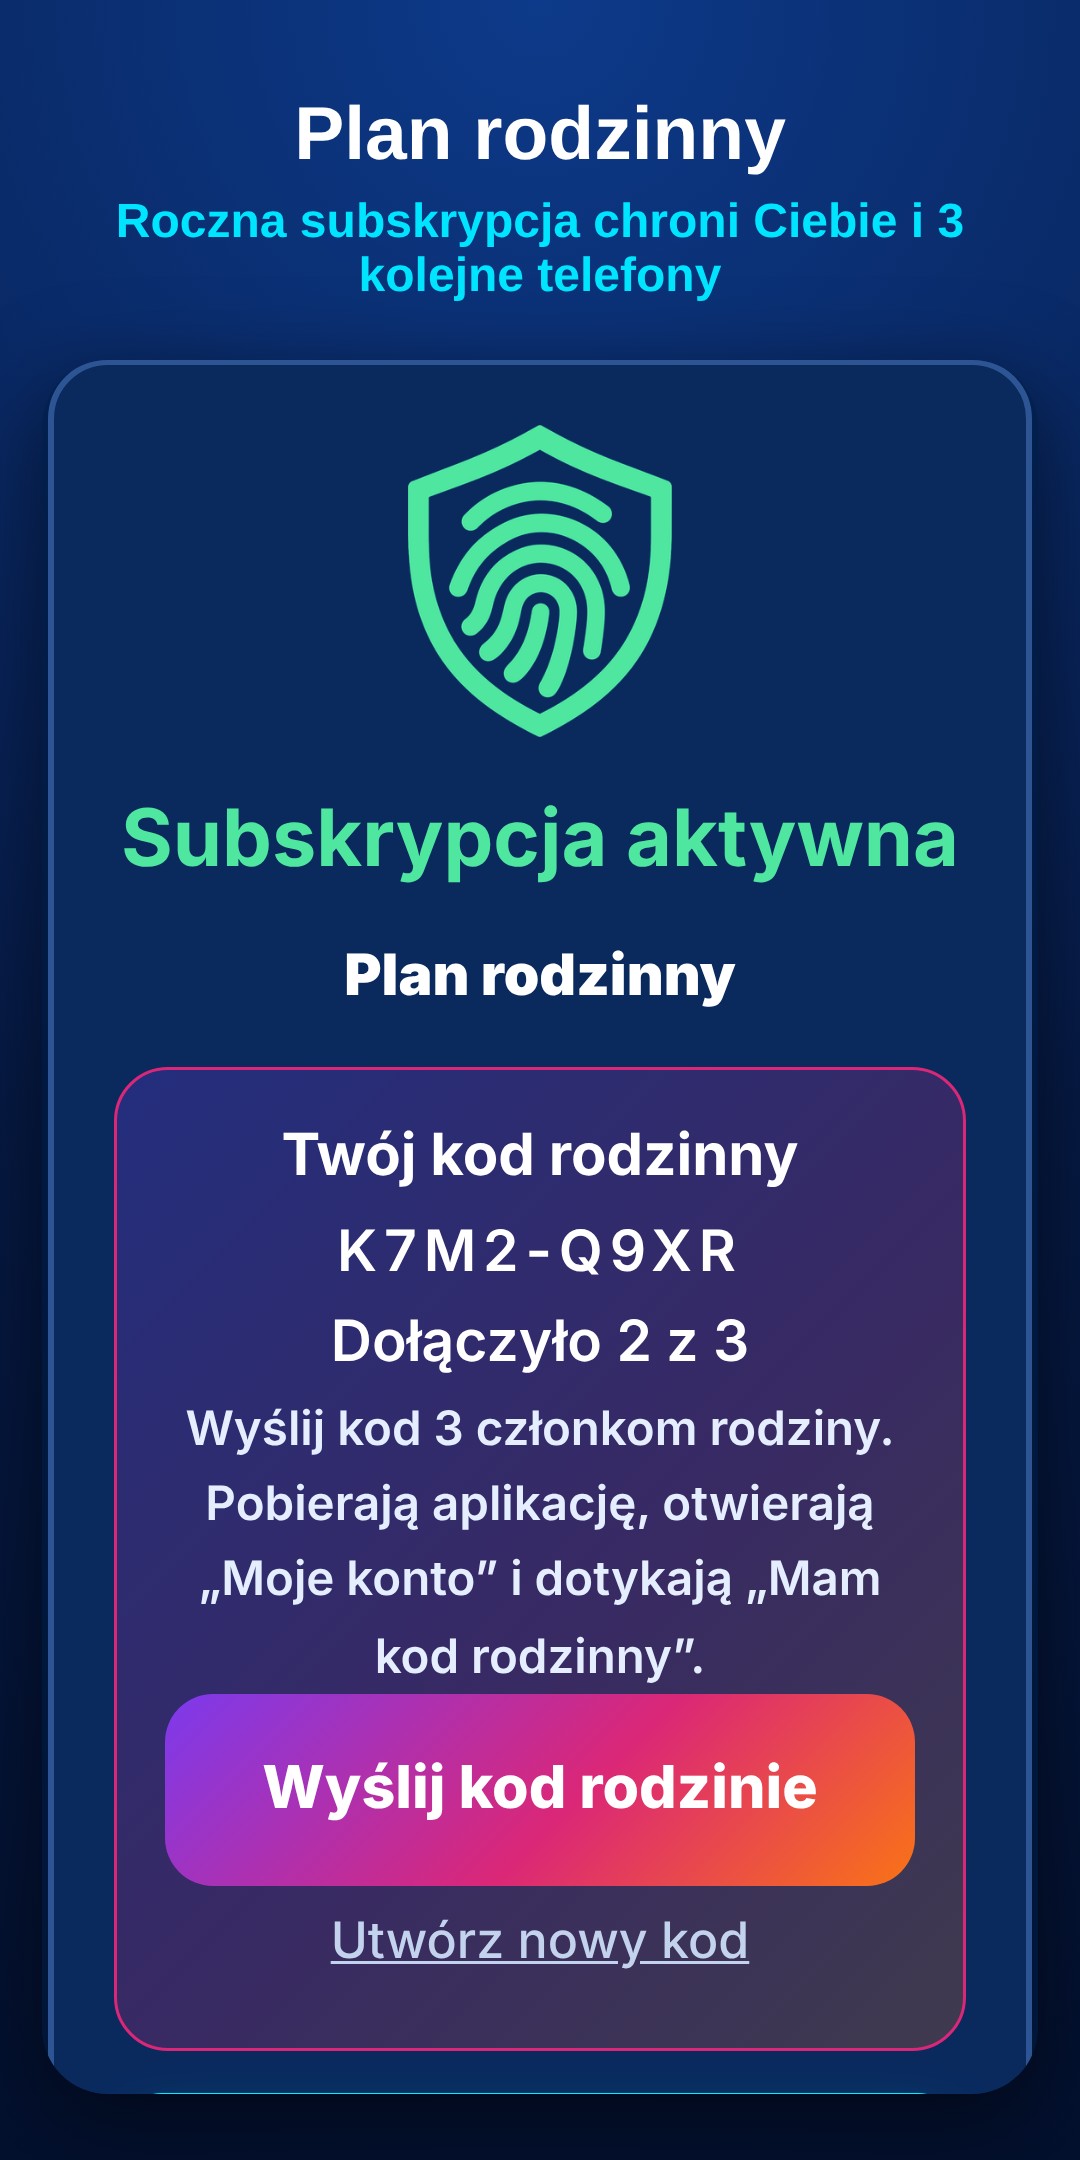 Plan rodzinny
Roczna subskrypcja chroni Ciebie i 3
kolejne telefony
Subskrypcja aktywna
Plan rodzinny
Twój kod rodzinny
K7M2-Q9XR
Dołączyło 2 z 3
Wyślij kod 3 członkom rodziny.
Pobierają aplikację, otwierają
„Moje konto” i dotykają „Mam
kod rodzinny”.
Wyślij kod rodzinie
Utwórz nowy kod